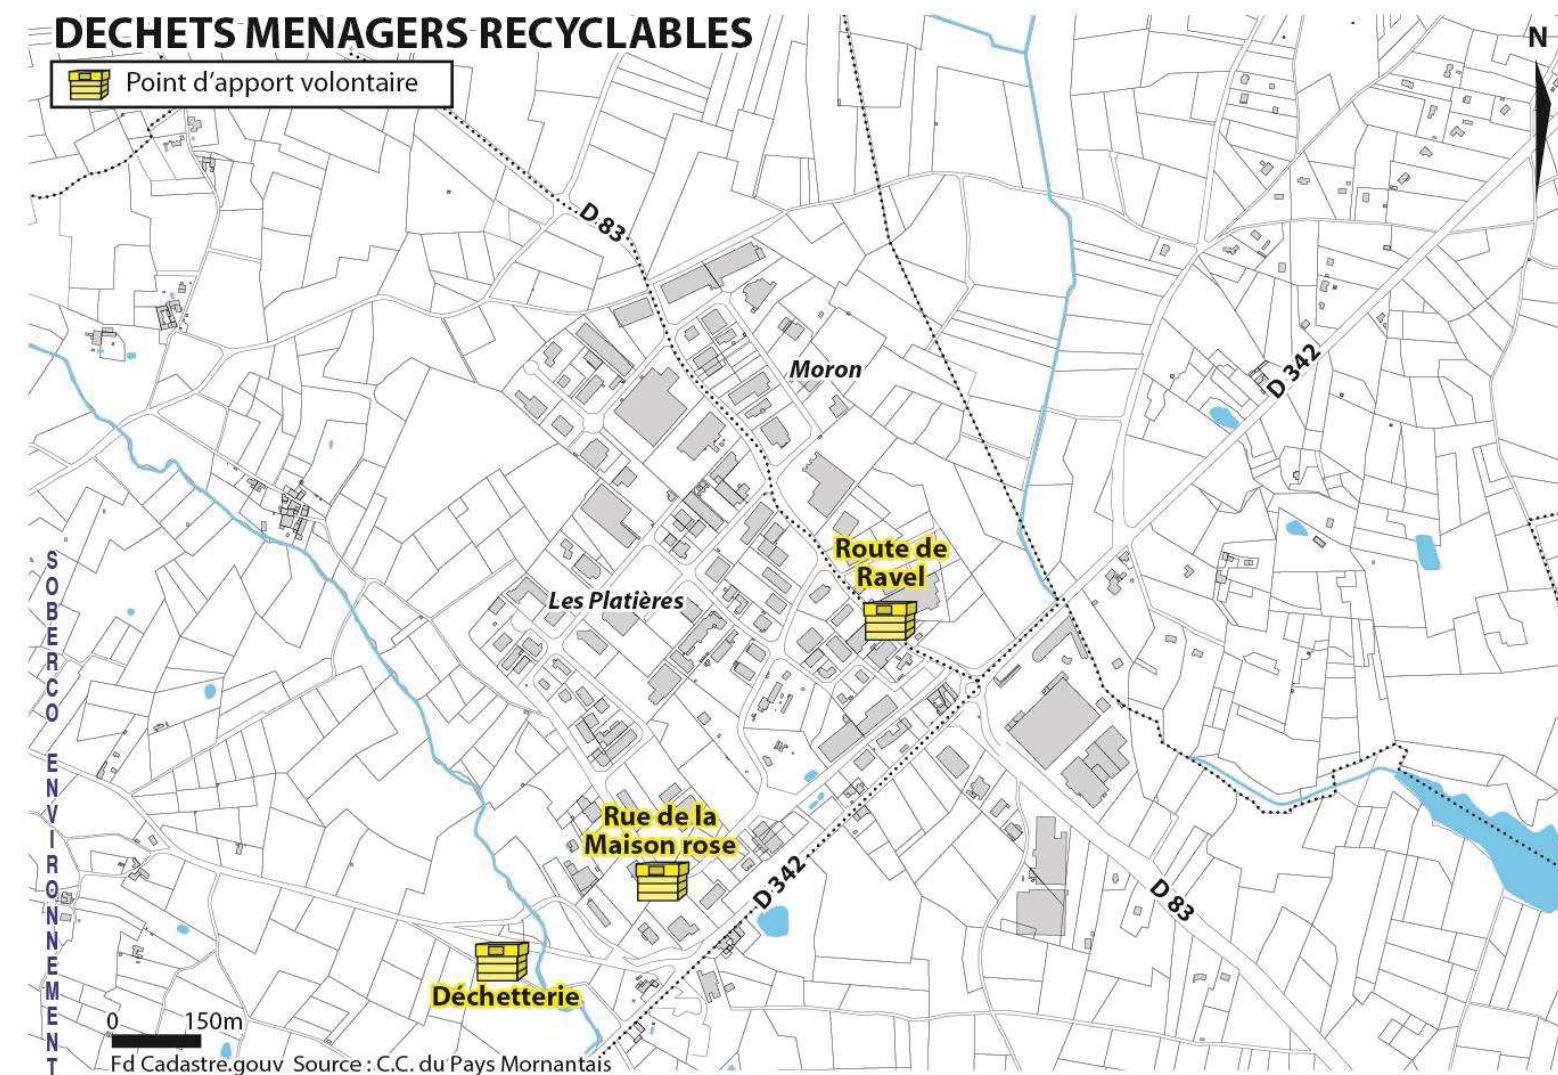 DECHETS MENAGERS RECYCLABLES
Point d'apport volontaire
N
D 83
Moron
D 342
Route de
Ravel
Les Platières
Rue de la
Maison rose
D 342
D 83
Déchetterie
0 150m
Fd Cadastre.gouv Source : C.C. du Pays Mornantais
SOBERCO ENVIRONNEMENT